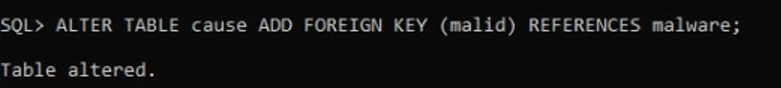 SQL> ALTER TABLE cause ADD FOREIGN KEY (malid) REFERENCES malware;
Table altered.